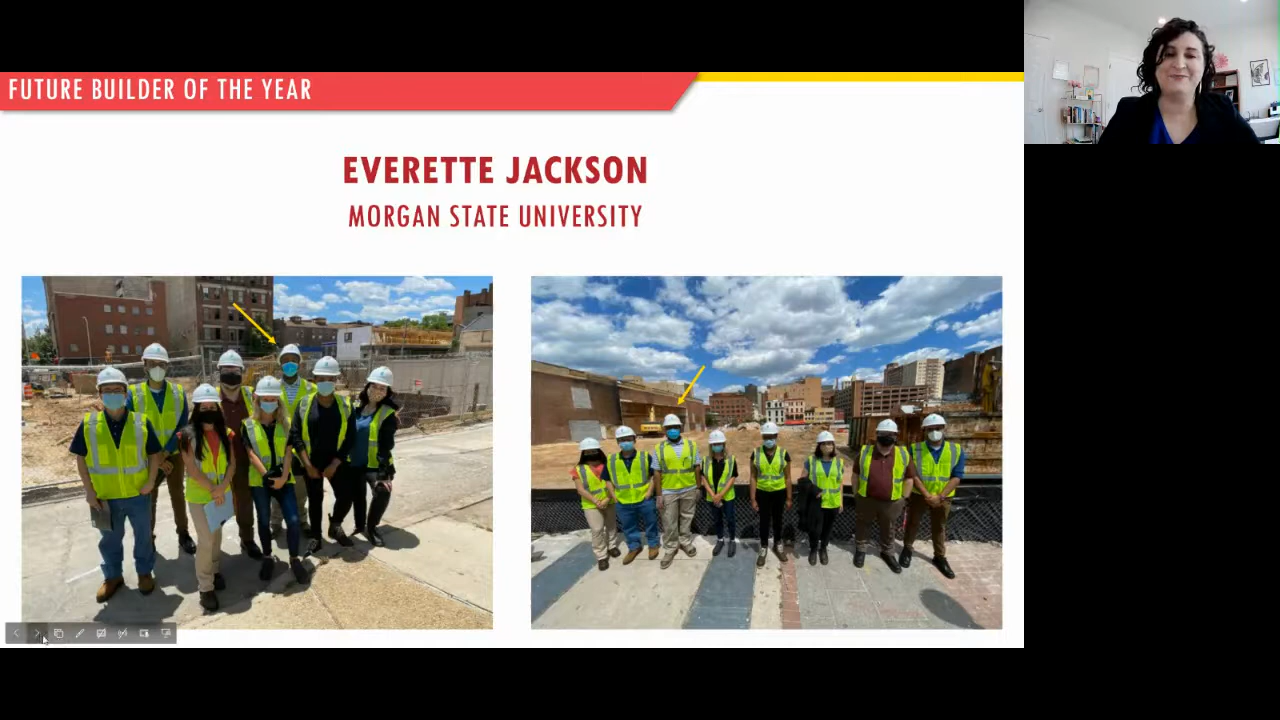 FUTURE BUILDER OF THE YEAR
EVERETTE JACKSON
MORGAN STATE UNIVERSITY